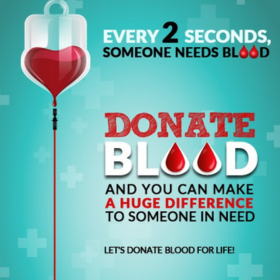 EVERY 2 SECONDS,
SOMEONE NEEDS BLOOD
DONATE
BLOOD
AND YOU CAN MAKE
A HUGE DIFFERENCE
TO SOMEONE IN NEED
LET'S DONATE BLOOD FOR LIFE!